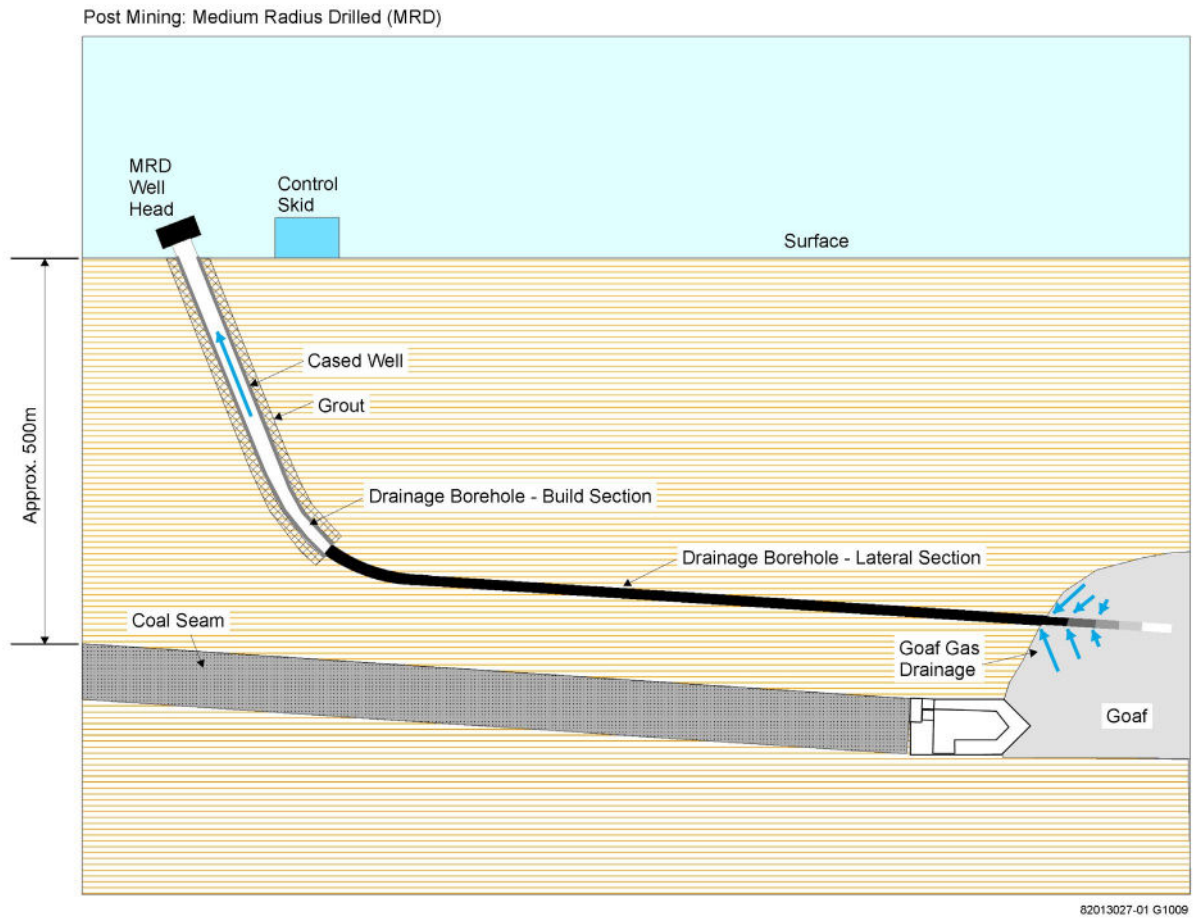 Post Mining: Medium Radius Drilled (MRD)
MRD
Well
Head
Control
Skid
Surface
Cased Well
Grout
Approx. 500m
Drainage Borehole - Build Section
Drainage Borehole - Lateral Section
Coal Seam
Goaf Gas
Drainage
Goaf
82013027-01 G1009